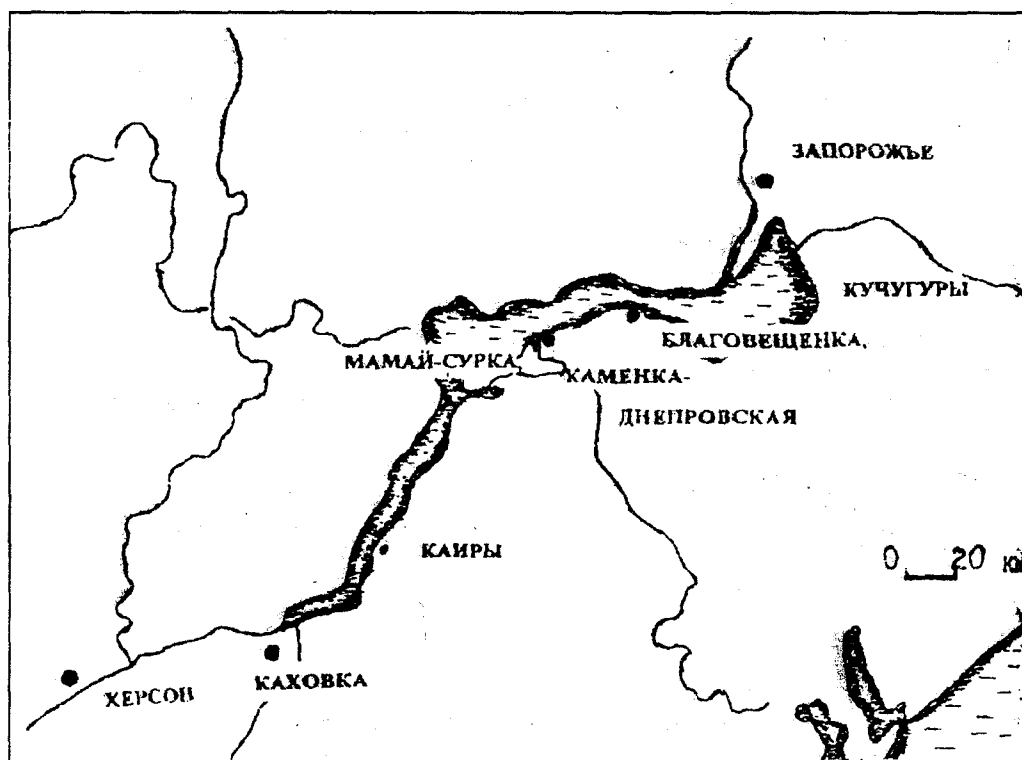 ЗАПОРОЖЬЕ
КУЧУГУРЫ
БЛАГОВЕЩЕНКА,
МАМАЙ-СУРКА
КАМЕНКА-
ДНЕПРОВСКАЯ
КАИРЫ
0 20
КАХОВКА
ХЕРСОН